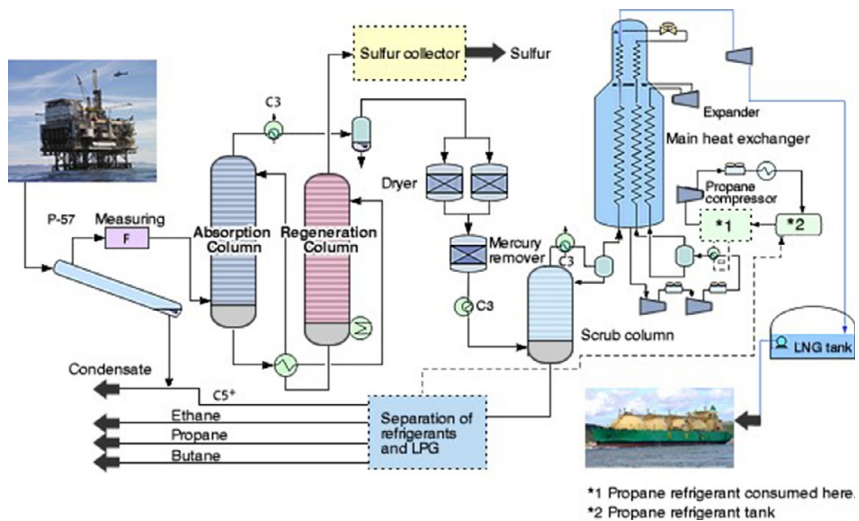 Sulfur collector
Sulfur
C3
Expander
Main heat exchanger
Dryer
Propane
compressor
P-57
Measuring
F
Absorption
Column
Regeneration
Column
*1
*2
Mercury
remover
C3
C3
Scrub column
LNG tank
Condensate
C5+
Ethane
Propane
Butane
Separation of
refrigerants
and LPG
*1 Propane refrigerant consumed here.
*2 Propane refrigerant tank